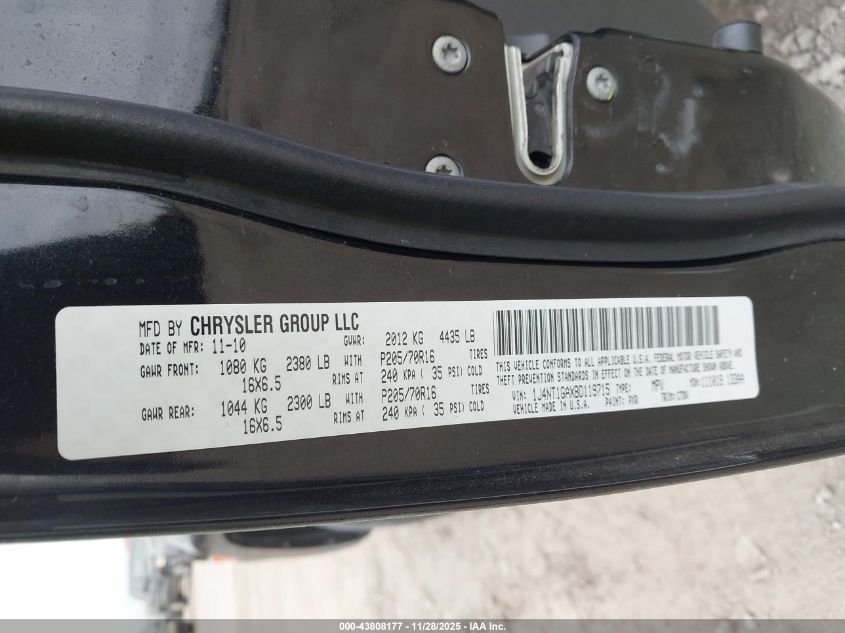 MFD BY CHRYSLER GROUP LLC
DATE OF MFR: 11-10 GVWR: 2012 KG 4435 LB
GAWR FRONT: 1080 KG 2380 LB WITH P205/70R16 TIRES
16X6.5 RIMS AT 240 KPA ( 35 PSI) COLD
GAWR REAR: 1044 KG 2300 LB WITH P205/70R16 TIRES
16X6.5 RIMS AT 240 KPA ( 35 PSI) COLD
THIS VEHICLE CONFORMS TO ALL APPLICABLE U.S.A. FEDERAL MOTOR VEHICLE SAFETY AND
THEFT PREVENTION STANDARDS IN EFFECT ON THE DATE OF MANUFACTURE SHOWN ABOVE.
VIN: 1J4NT1GAXBD119715 TYPE: MPV MDH: 111019
VEHICLE MADE IN U.S.A. PAINT: PXR TRIM:
000-43808177 • 11/28/2025 • IAA Inc.